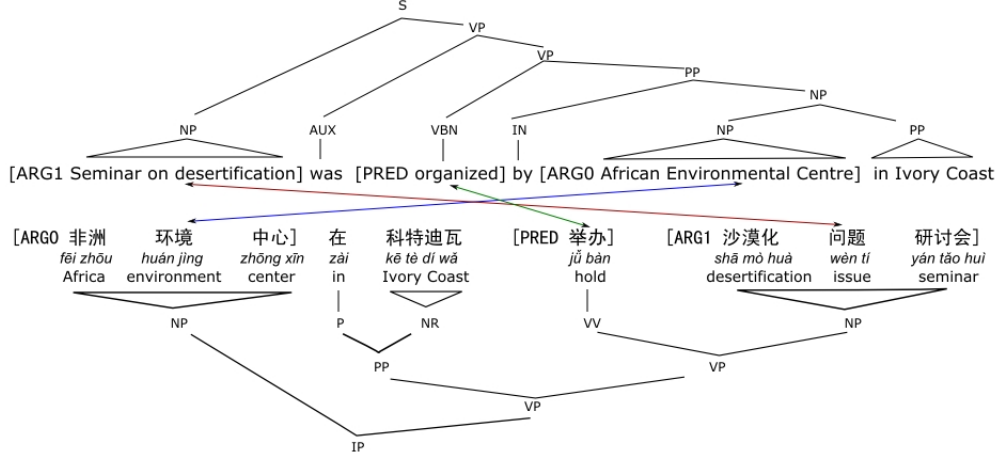 S
VP
VP
PP
NP
NP AUX VBN IN NP PP
[ARG1 Seminar on desertification] was [PRED organized] by [ARG0 African Environmental Centre] in Ivory Coast
[ARG0 非洲 环境 中心] 在 科特迪瓦 [PRED 举办] [ARG1 沙漠化 问题 研讨会]
fēi zhōu huán jìng zhōng xīn zài kē tè dí wǎ jǔ bàn shā mò huà wèn tí yán tǎo huì
Africa environment center in Ivory Coast hold desertification issue seminar
NP P NR VV NP
PP VP
VP
IP